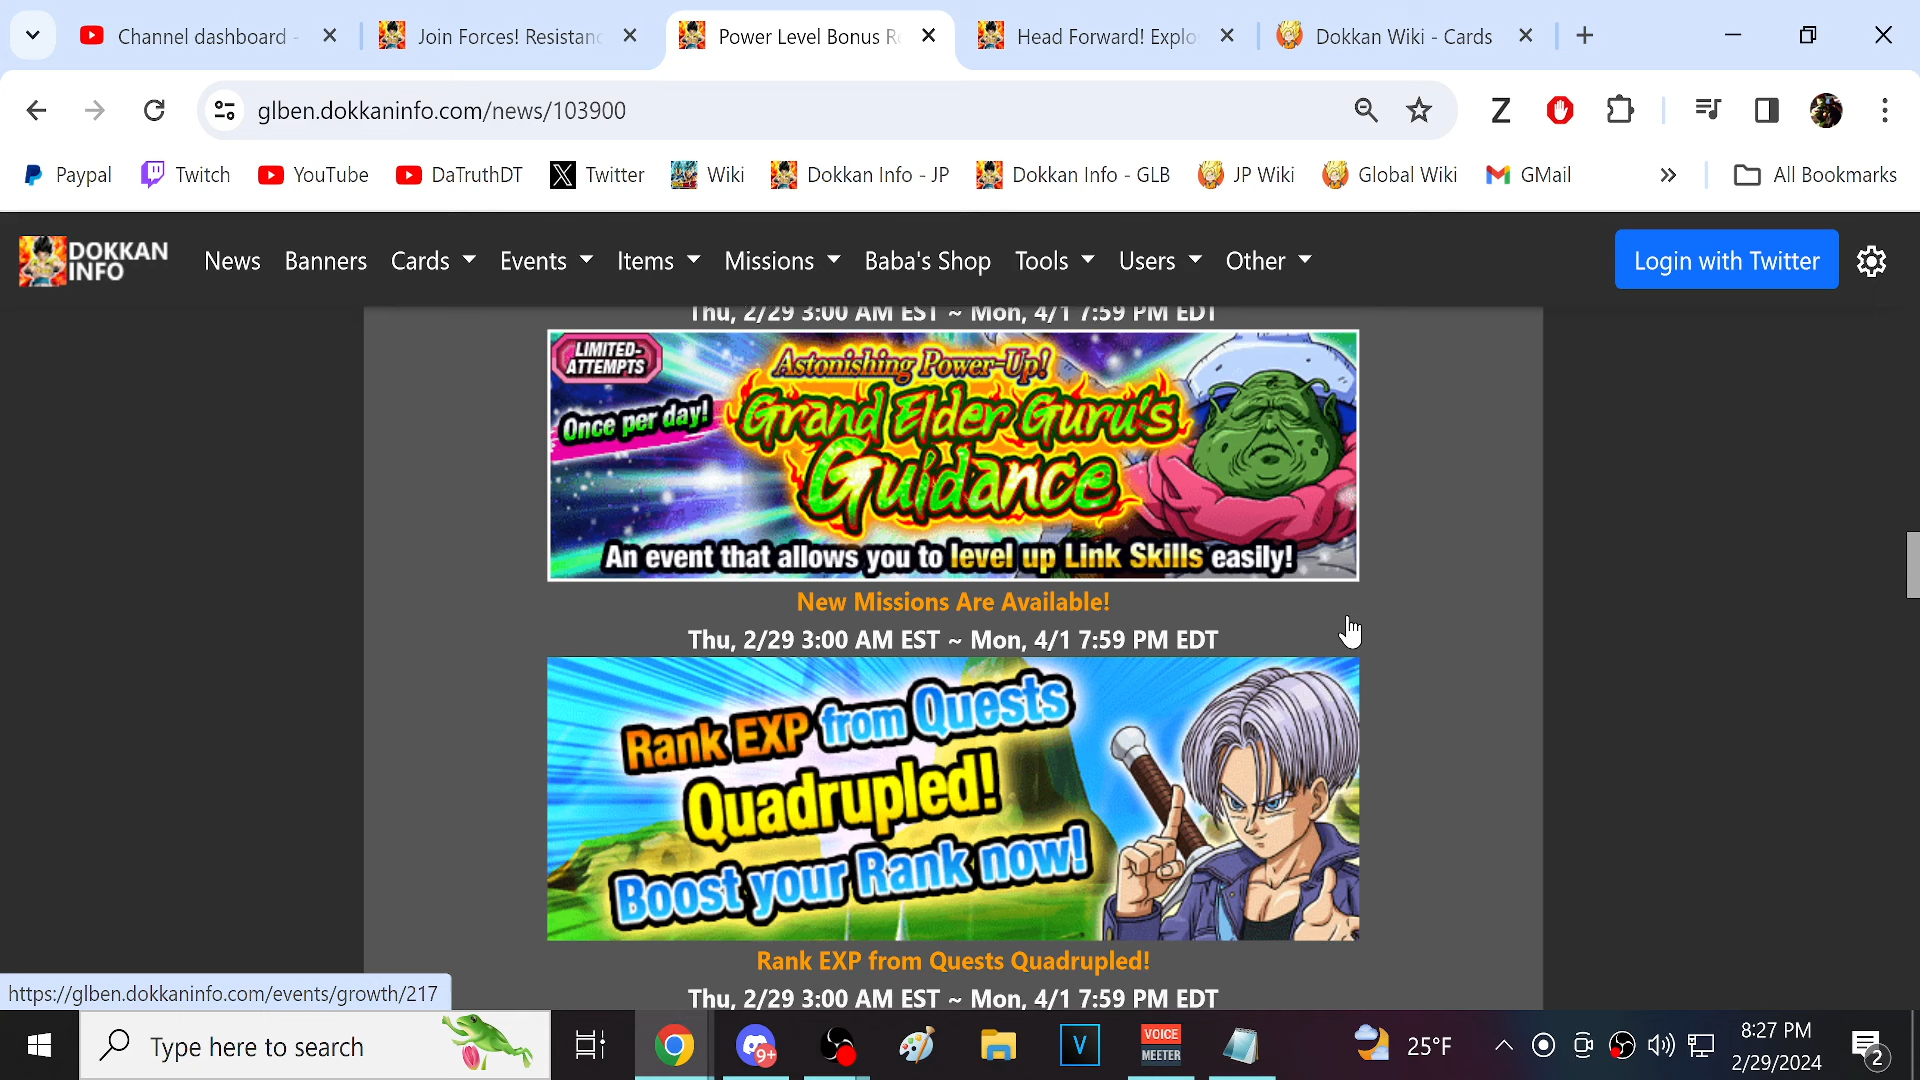 Channel dashboard -
Join Forces! Resistanc
Power Level Bonus Re
Head Forward! Explo
Dokkan Wiki - Cards
glben.dokkaninfo.com/news/103900
Z
Paypal
Twitch
YouTube
DaTruthDT
Twitter
Wiki
Dokkan Info - JP
Dokkan Info - GLB
JP Wiki
Global Wiki
GMail
All Bookmarks
DOKKAN
INFO
News
Banners
Cards
Events
Items
Missions
Baba's Shop
Tools
Users
Other
Login with Twitter
Thu, 2/29 3:00 AM EST ~ Mon, 4/1 7:59 PM EDT
LIMITED-
ATTEMPTS
Once per day!
Astonishing Power-Up!
Grand Elder Guru's
Guidance
An event that allows you to level up Link Skills easily!
New Missions Are Available!
Thu, 2/29 3:00 AM EST ~ Mon, 4/1 7:59 PM EDT
Rank EXP from Quests
Quadrupled!
Boost your Rank now!
Rank EXP from Quests Quadrupled!
Thu, 2/29 3:00 AM EST ~ Mon, 4/1 7:59 PM EDT
https://glben.dokkaninfo.com/events/growth/217
Type here to search
9+
V
VOICE
MEETER
25°F
8:27 PM
2/29/2024
2